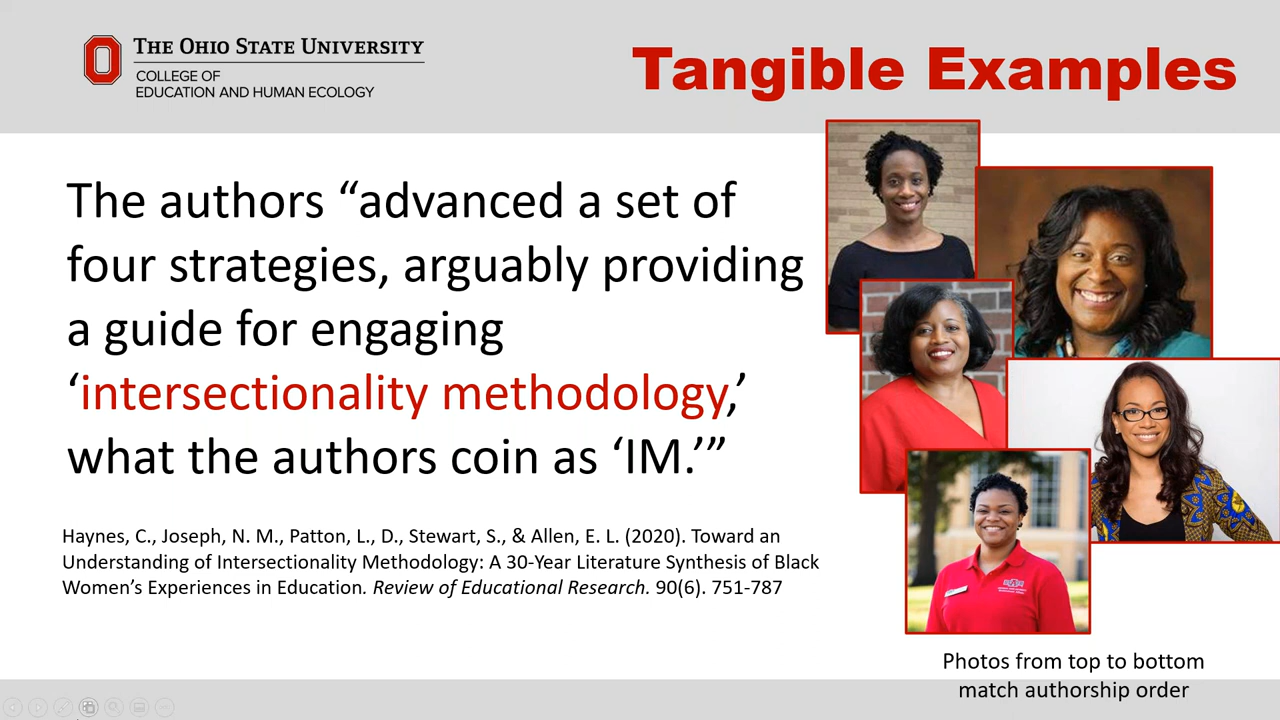 THE OHIO STATE UNIVERSITY
COLLEGE OF
EDUCATION AND HUMAN ECOLOGY
Tangible Examples
The authors “advanced a set of
four strategies, arguably providing
a guide for engaging
‘intersectionality methodology,’
what the authors coin as ‘IM.’”
Haynes, C., Joseph, N. M., Patton, L., D., Stewart, S., & Allen, E. L. (2020). Toward an
Understanding of Intersectionality Methodology: A 30-Year Literature Synthesis of Black
Women’s Experiences in Education. Review of Educational Research. 90(6). 751-787
Photos from top to bottom
match authorship order